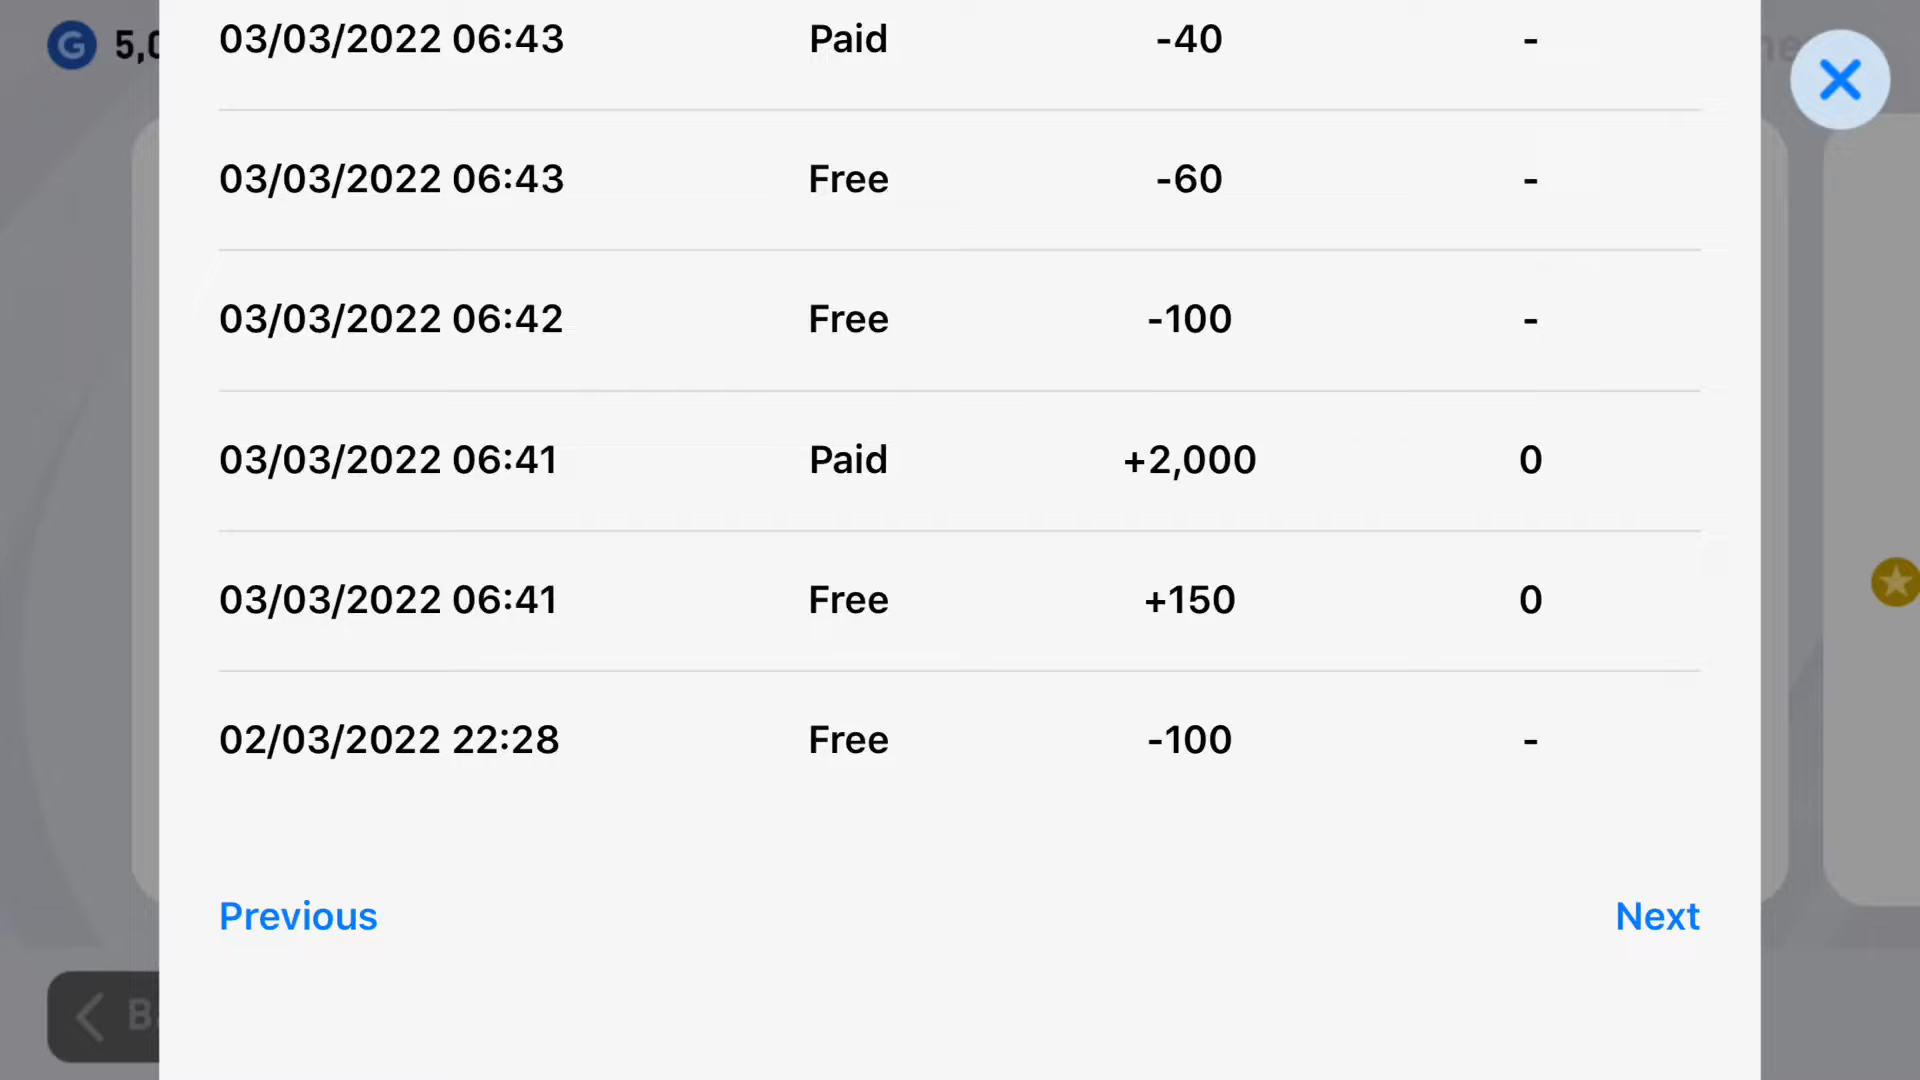 03/03/2022 06:43 Paid -40 -
03/03/2022 06:43 Free -60 -
03/03/2022 06:42 Free -100 -
03/03/2022 06:41 Paid +2,000 0
03/03/2022 06:41 Free +150 0
02/03/2022 22:28 Free -100 -
Previous Next